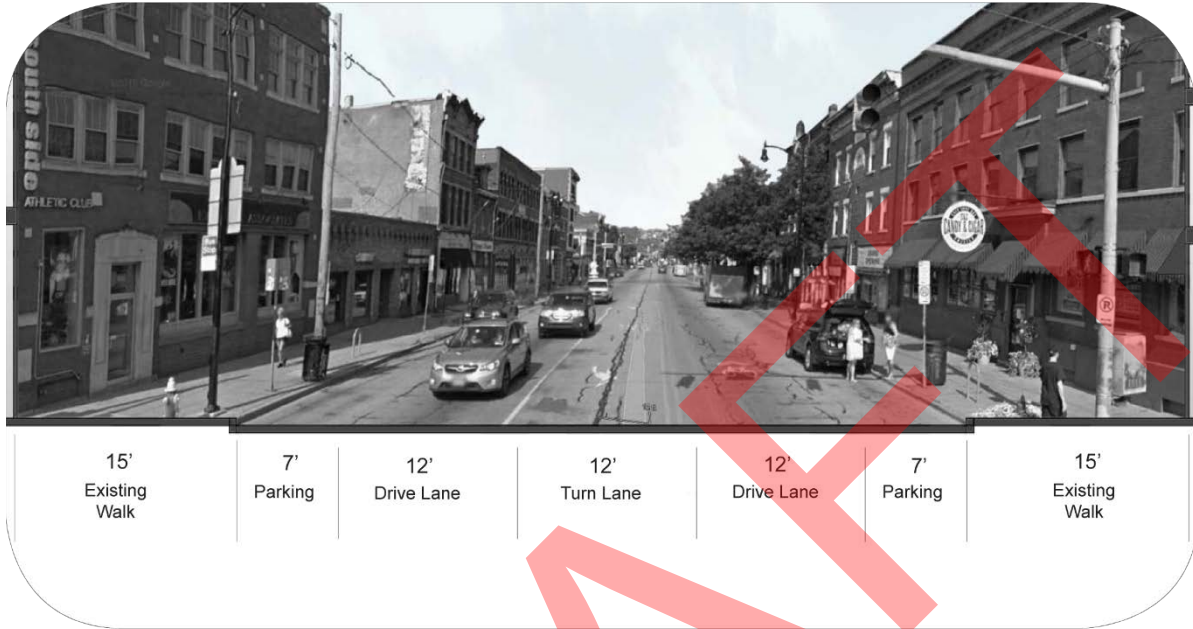 south side
ATHLETIC CLUB
CANDY & CIGAR
15’
Existing
Walk
7’
Parking
12’
Drive Lane
12’
Turn Lane
12’
Drive Lane
7’
Parking
15’
Existing
Walk